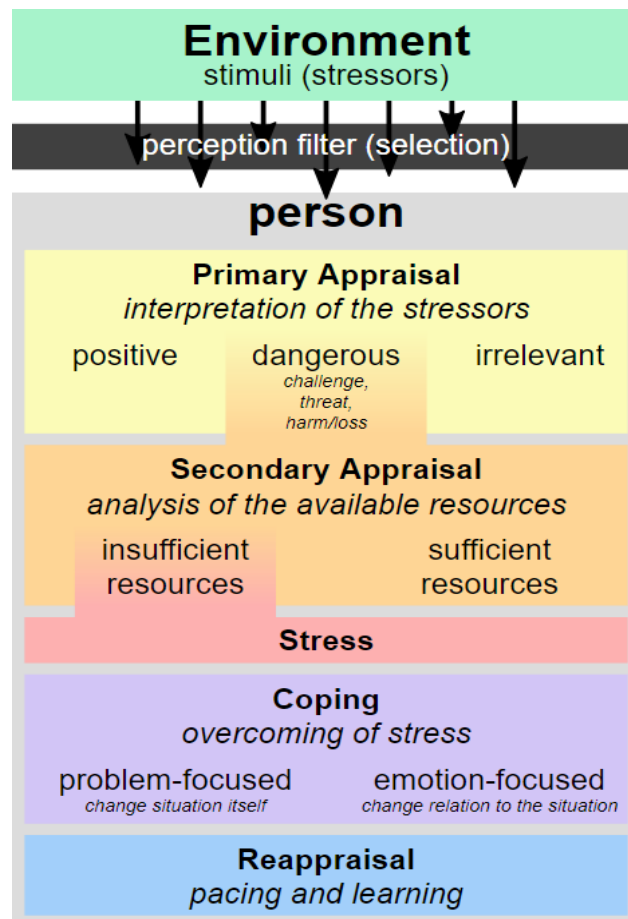 Environment
stimuli (stressors)
perception filter (selection)
person
Primary Appraisal
interpretation of the stressors
positive dangerous irrelevant
challenge,
threat,
harm/loss
Secondary Appraisal
analysis of the available resources
insufficient sufficient
resources resources
Stress
Coping
overcoming of stress
problem-focused emotion-focused
change situation itself change relation to the situation
Reappraisal
pacing and learning